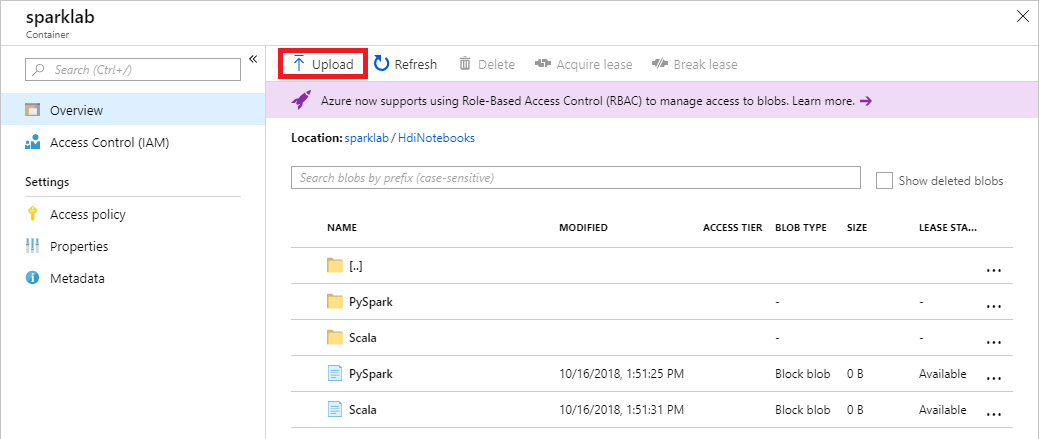 sparklab
Container
Search (Ctrl+/)
«
Overview
Access Control (IAM)
Settings
Access policy
Properties
Metadata
Upload Refresh Delete Acquire lease Break lease
Azure now supports using Role-Based Access Control (RBAC) to manage access to blobs. Learn more. →
Location: sparklab / HdiNotebooks
Search blobs by prefix (case-sensitive)
Show deleted blobs
NAME MODIFIED ACCESS TIER BLOB TYPE SIZE LEASE STA...
[..] ...
PySpark - - ...
Scala - - ...
PySpark 10/16/2018, 1:51:25 PM Block blob 0 B Available ...
Scala 10/16/2018, 1:51:31 PM Block blob 0 B Available ...